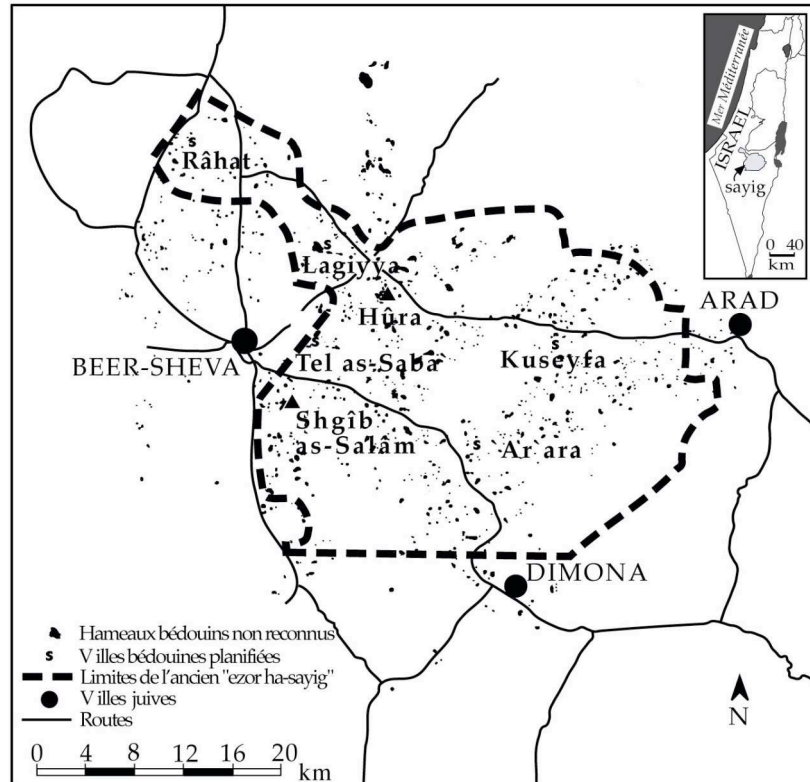 Mer Méditerranée
ISRAEL
sayig
0 40
km
s
Râhat
s
Lagiyya
Hûra
ARAD
BEER-SHEVA
s
Tel as-Saba
s
Kuseyfa
Shgîb
as-Salâm
s
Ar ara
DIMONA
Hameaux bédouins non reconnus
s Villes bédouines planifiées
Limites de l'ancien "ezor ha-sayig"
Villes juives
Routes
0 4 8 12 16 20
km
N